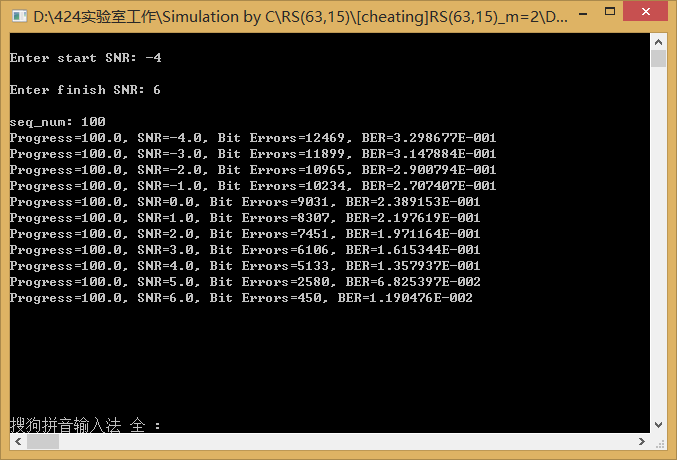 D:\424实验室工作\Simulation by C\RS(63,15)\[cheating]RS(63,15)_m=2\D...
Enter start SNR: -4
Enter finish SNR: 6
seq_num: 100
Progress=100.0, SNR=-4.0, Bit Errors=12469, BER=3.298677E-001
Progress=100.0, SNR=-3.0, Bit Errors=11899, BER=3.147884E-001
Progress=100.0, SNR=-2.0, Bit Errors=10965, BER=2.900794E-001
Progress=100.0, SNR=-1.0, Bit Errors=10234, BER=2.707407E-001
Progress=100.0, SNR=0.0, Bit Errors=9031, BER=2.389153E-001
Progress=100.0, SNR=1.0, Bit Errors=8307, BER=2.197619E-001
Progress=100.0, SNR=2.0, Bit Errors=7451, BER=1.971164E-001
Progress=100.0, SNR=3.0, Bit Errors=6106, BER=1.615344E-001
Progress=100.0, SNR=4.0, Bit Errors=5133, BER=1.357937E-001
Progress=100.0, SNR=5.0, Bit Errors=2580, BER=6.825397E-002
Progress=100.0, SNR=6.0, Bit Errors=450, BER=1.190476E-002
搜狗拼音输入法 全 :